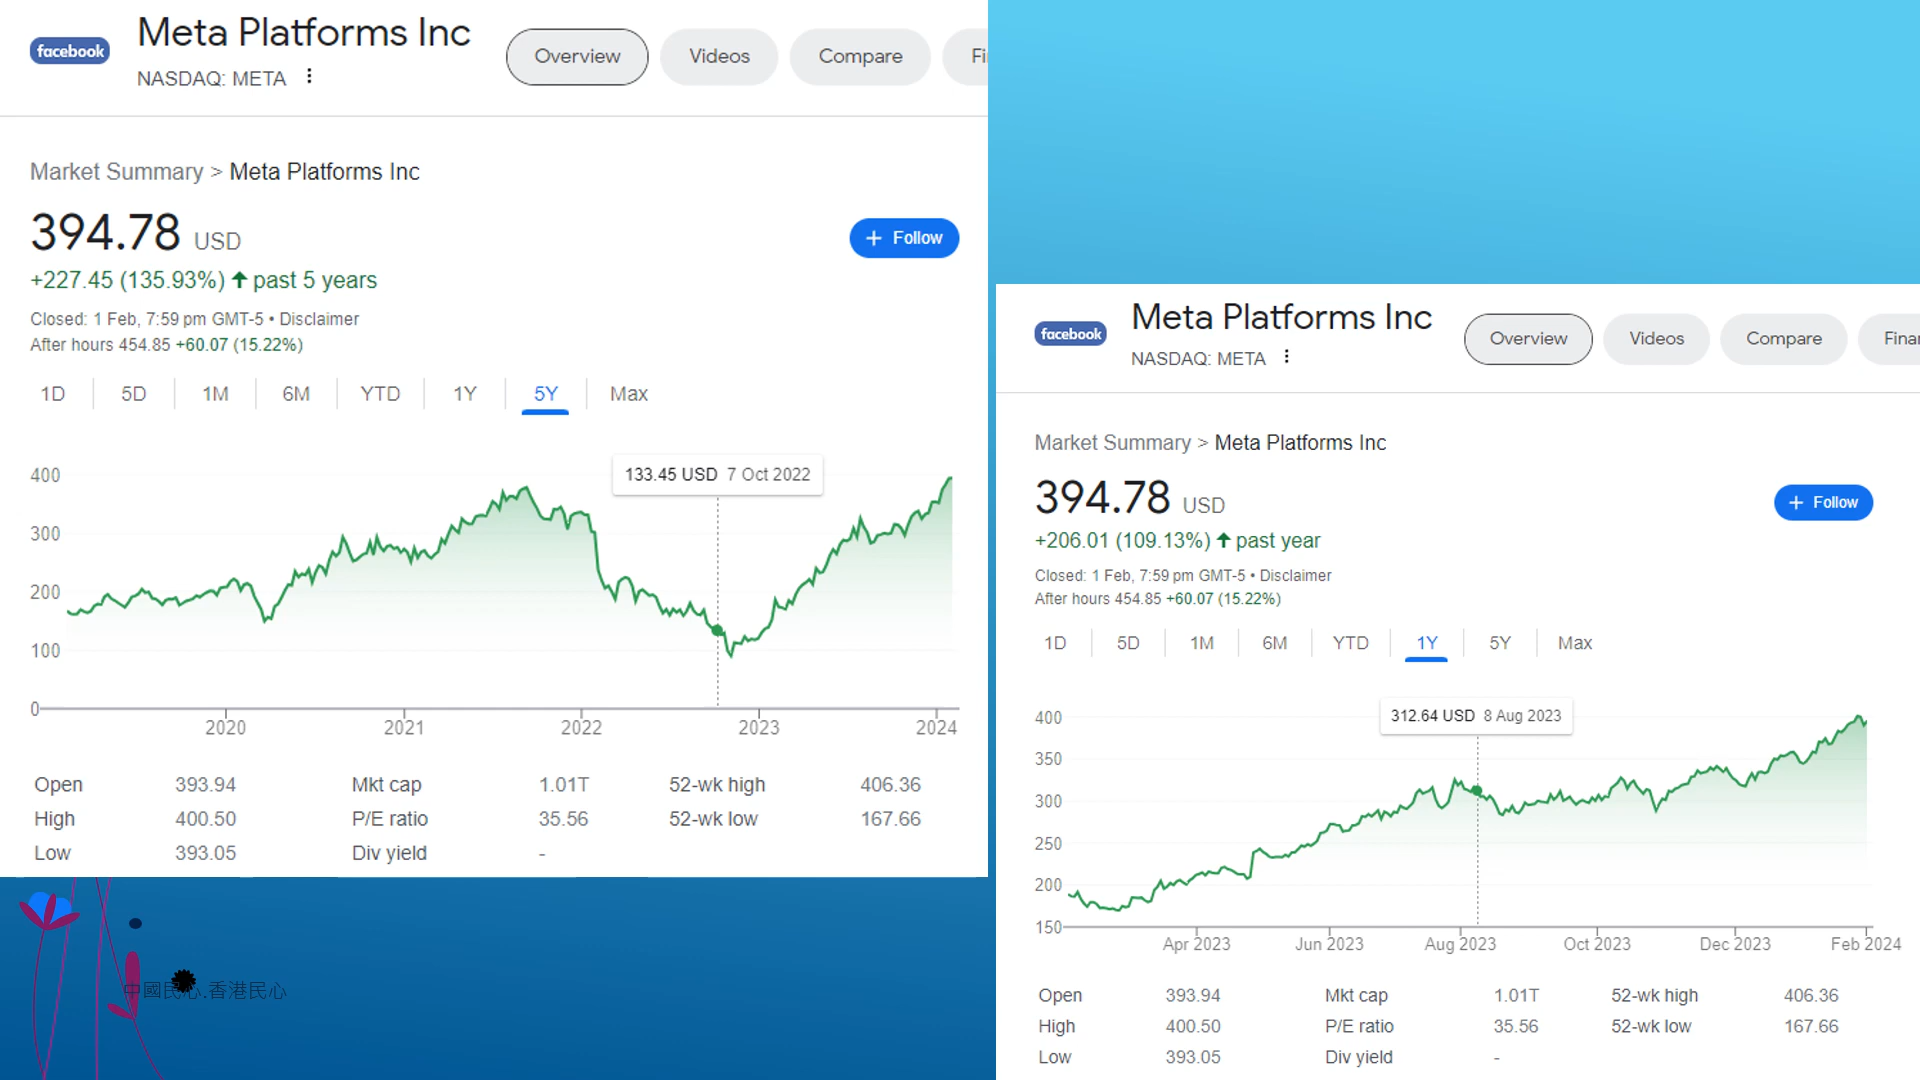 facebook
Meta Platforms Inc
NASDAQ: META
Overview
Videos
Compare
Fi
Market Summary > Meta Platforms Inc
394.78 USD
+227.45 (135.93%) ↑ past 5 years
+ Follow
Closed: 1 Feb, 7:59 pm GMT-5 • Disclaimer
After hours 454.85 +60.07 (15.22%)
1D 5D 1M 6M YTD 1Y 5Y Max
133.45 USD 7 Oct 2022
400
300
200
100
0
2020 2021 2022 2023 2024
Open 393.94 Mkt cap 1.01T 52-wk high 406.36
High 400.50 P/E ratio 35.56 52-wk low 167.66
Low 393.05 Div yield -
中國民心.香港民心
facebook
Meta Platforms Inc
NASDAQ: META
Overview
Videos
Compare
Finan
Market Summary > Meta Platforms Inc
394.78 USD
+206.01 (109.13%) ↑ past year
+ Follow
Closed: 1 Feb, 7:59 pm GMT-5 • Disclaimer
After hours 454.85 +60.07 (15.22%)
1D 5D 1M 6M YTD 1Y 5Y Max
312.64 USD 8 Aug 2023
400
350
300
250
200
150
Apr 2023 Jun 2023 Aug 2023 Oct 2023 Dec 2023 Feb 2024
Open 393.94 Mkt cap 1.01T 52-wk high 406.36
High 400.50 P/E ratio 35.56 52-wk low 167.66
Low 393.05 Div yield -